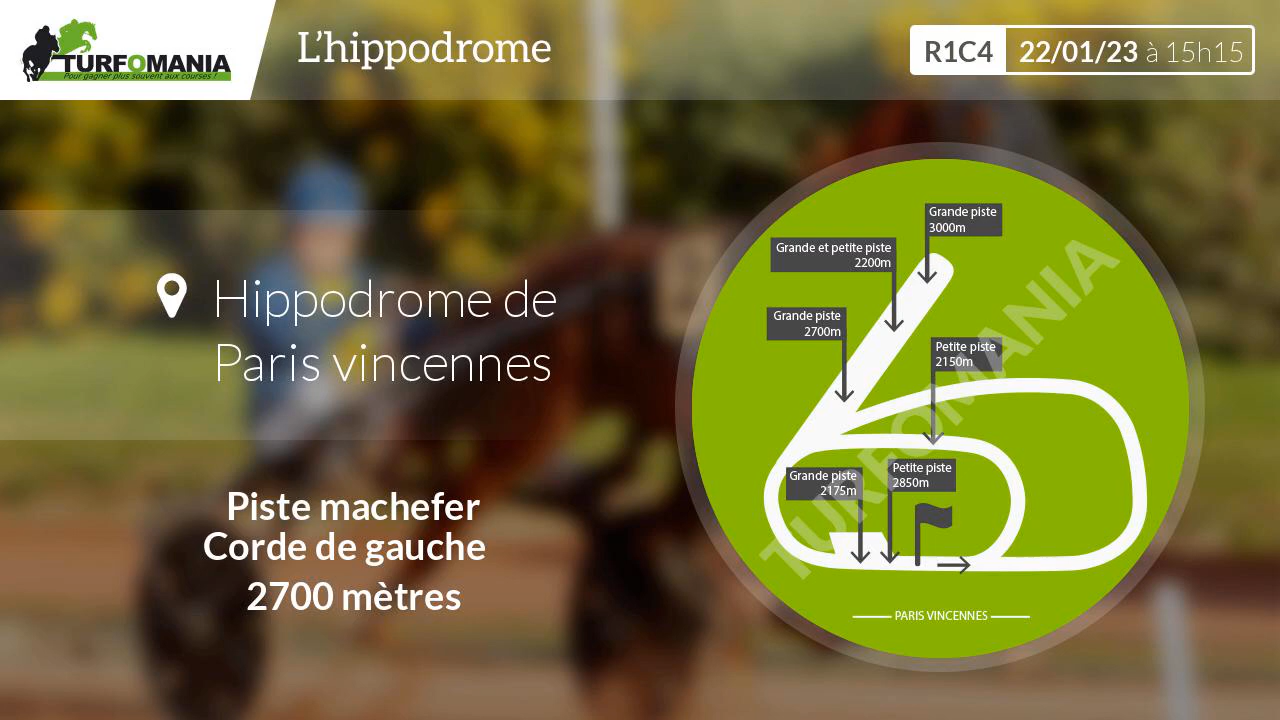 TURFOMANIA
Pour gagner plus souvent aux courses !
L'hippodrome
R1C4 22/01/23 à 15h15
Hippodrome de
Paris vincennes
Piste machefer
Corde de gauche
2700 mètres
Grande piste
3000m
Grande et petite piste
2200m
Grande piste
2700m
Petite piste
2150m
Grande piste
2175m
Petite piste
2850m
TURFOMANIA
PARIS VINCENNES